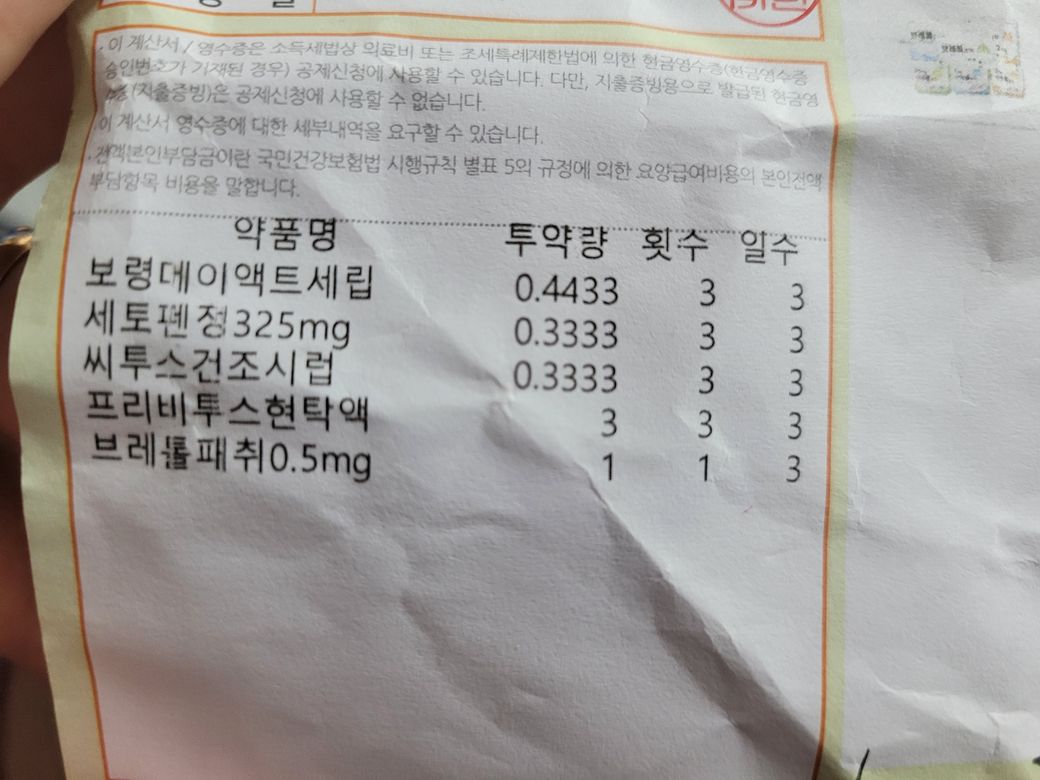 · 이 계산서 / 영수증은 소득세법상 의료비 또는 조세특례제한법에 의한 현금영수증(현금영수증
승인번호가 기재된 경우) 공제신청에 사용할 수 있습니다. 다만, 지출증빙용으로 발급된 현금영
수증(지출증빙)은 공제신청에 사용할 수 없습니다.
이 계산서 영수증에 대한 세부내역을 요구할 수 있습니다.
· 전액본인부담금이란 국민건강보험법 시행규칙 별표 5의 규정에 의한 요양급여비용의 본인전액
부담항목 비용을 말합니다.
약품명 투약량 횟수 일수
보령메이액트세립 0.4433 3 3
세토펜정325mg 0.3333 3 3
씨투스건조시럽 0.3333 3 3
프리비투스현탁액 3 3 3
브레톨패취0.5mg 1 1 3